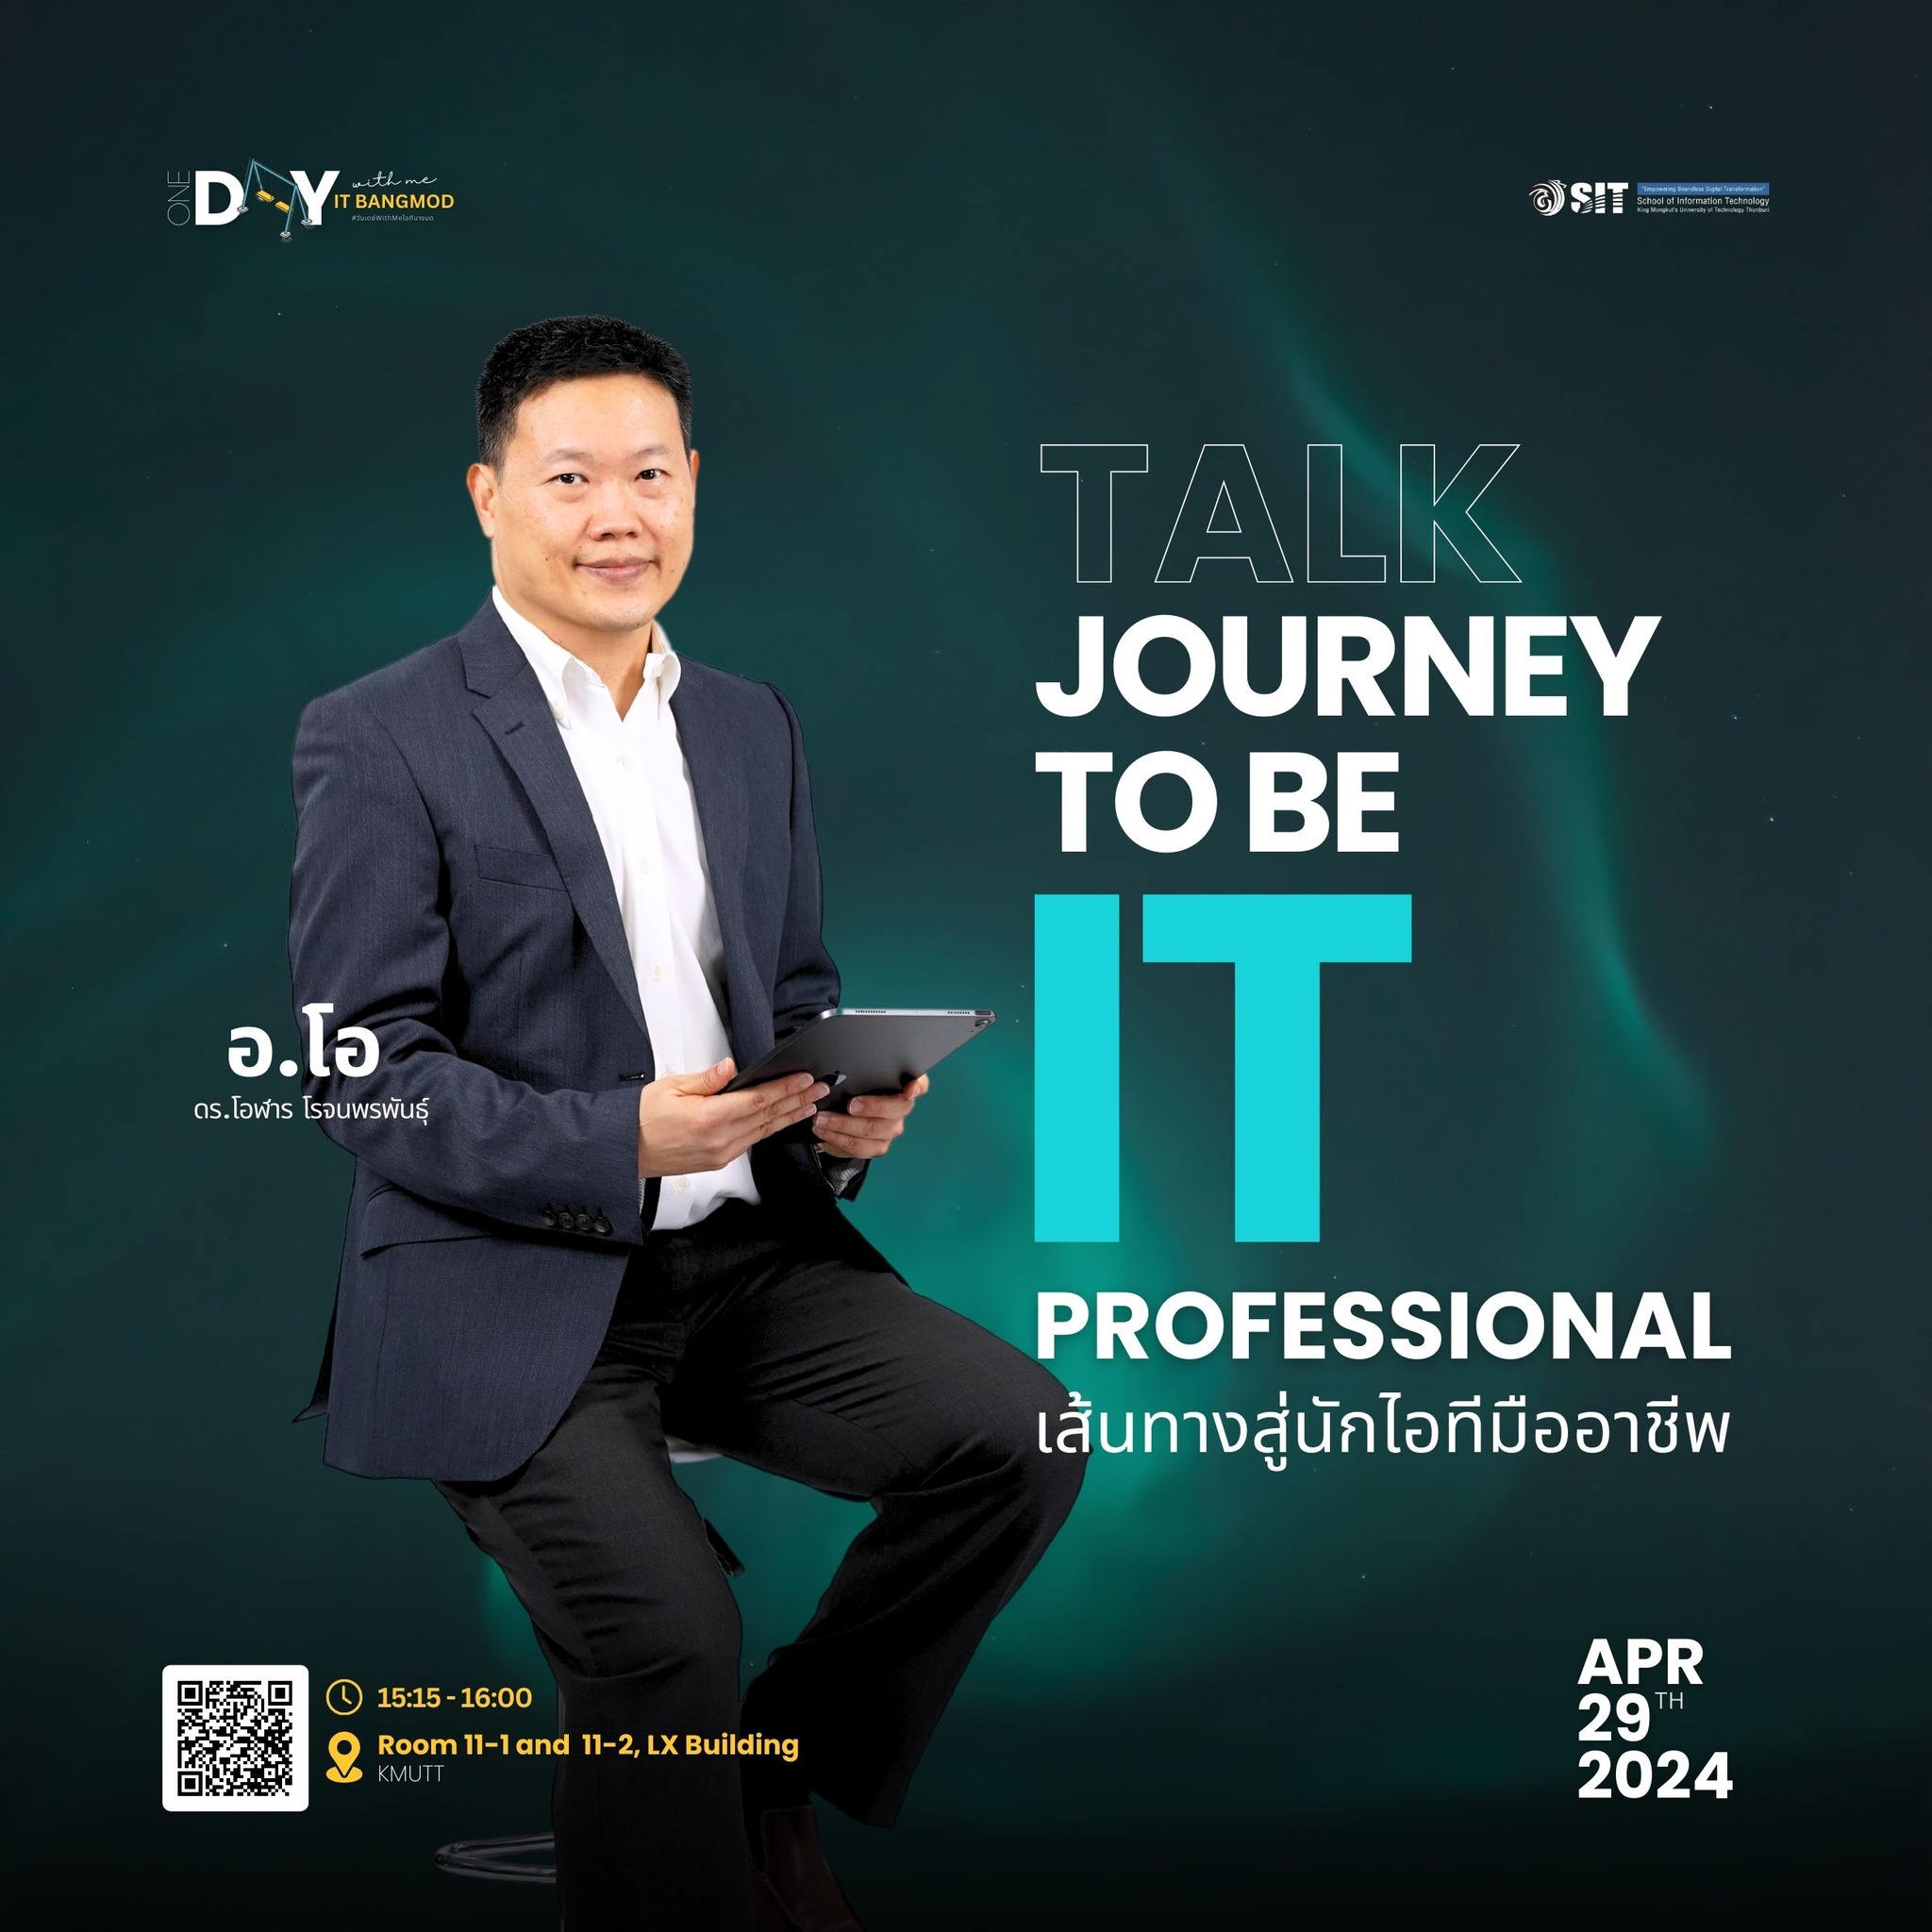 ONE DAY with me
IT BANGMOD
#วันเดย์WithMeไอทีบางมด
SIT
"Empowering Boundless Digital Transformation"
School of Information Technology
King Mongkut's University of Technology Thonburi
TALK
JOURNEY
TO BE
IT
PROFESSIONAL
เส้นทางสู่นักไอทีมืออาชีพ
อ.โอ
ดร.โอฬาร โรจนพรพันธุ์
15:15 - 16:00
Room 11-1 and 11-2, LX Building
KMUTT
APR
29TH
2024